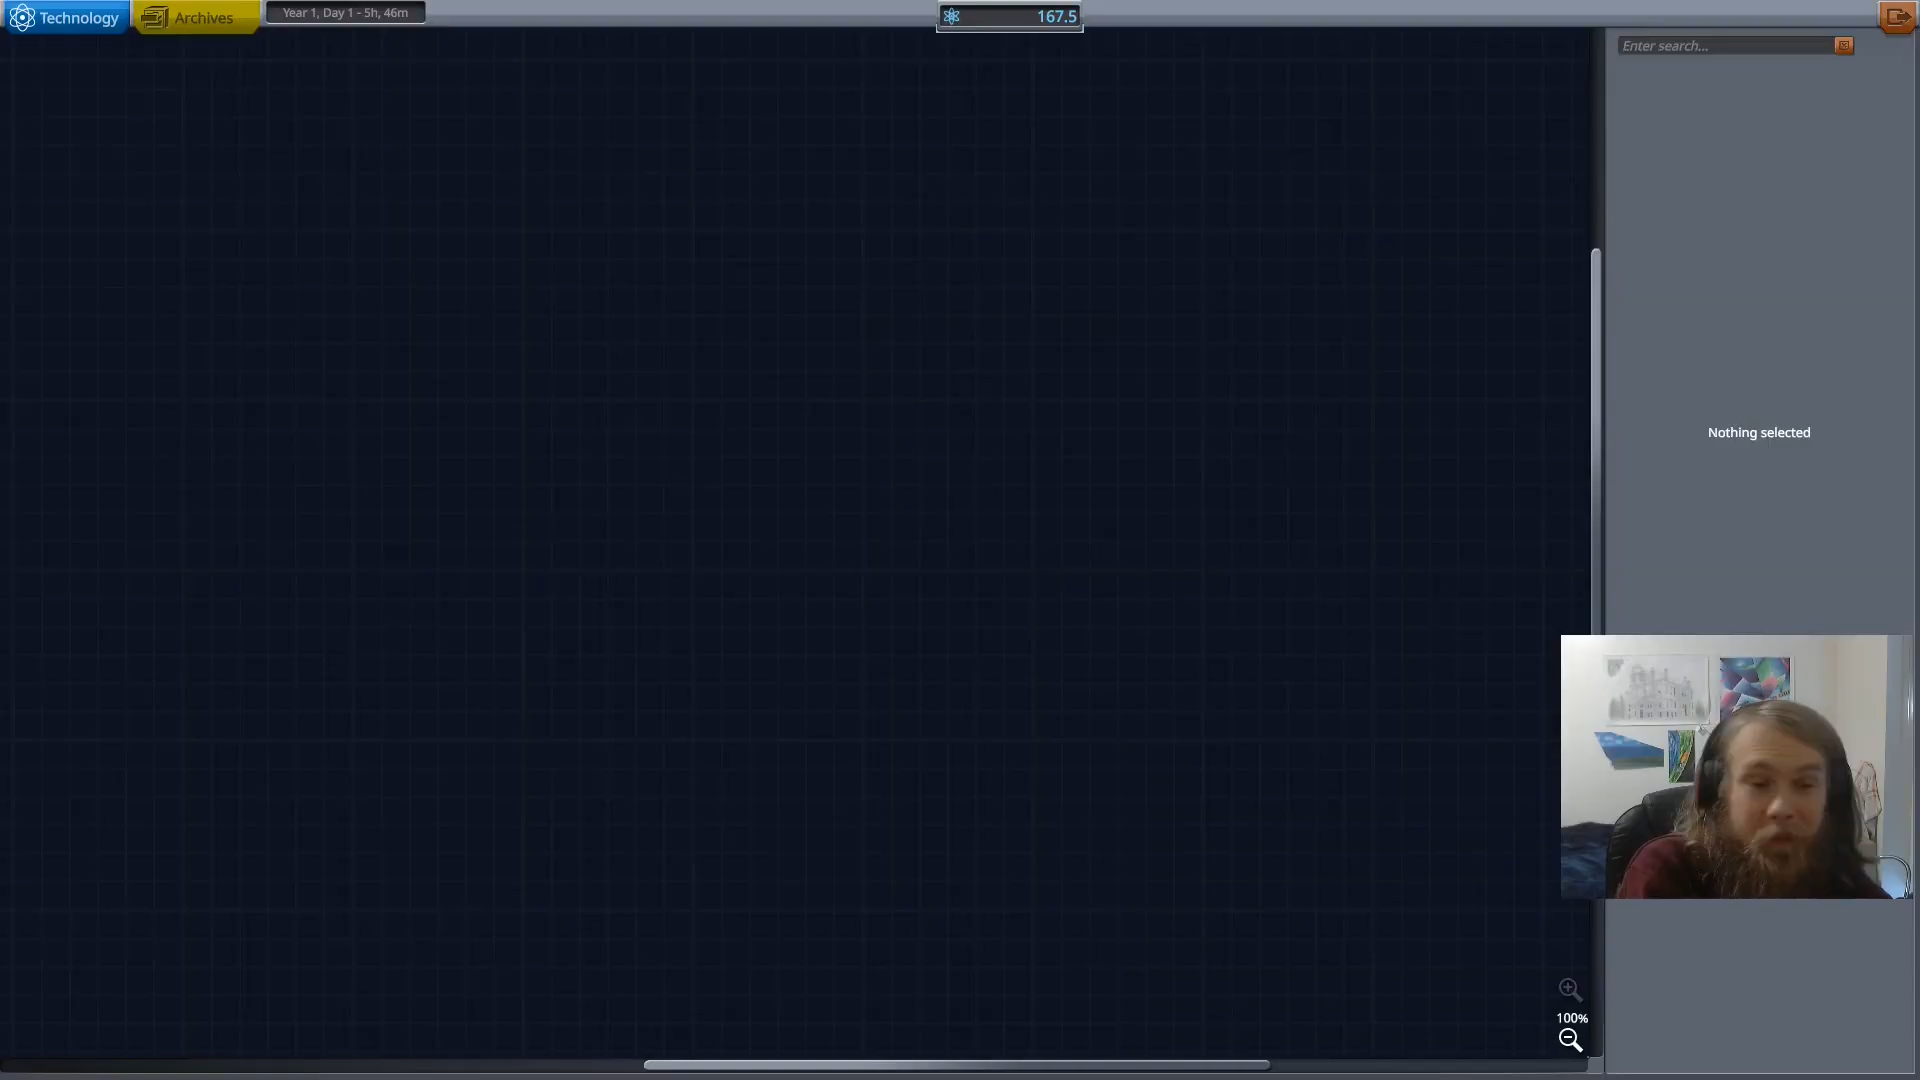 Technology
Archives
Year 1, Day 1 - 5h, 46m
167.5
Enter search...
Nothing selected
100%